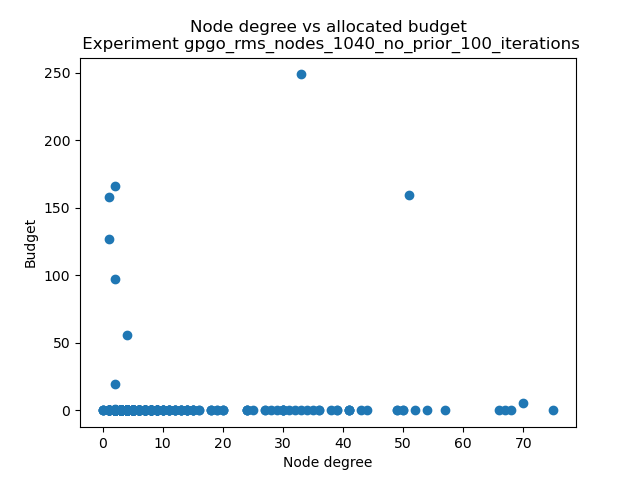 Node degree vs allocated budget
Experiment gpgo_rms_nodes_1040_no_prior_100_iterations
250
200
150
100
50
0
Budget
0 10 20 30 40 50 60 70
Node degree